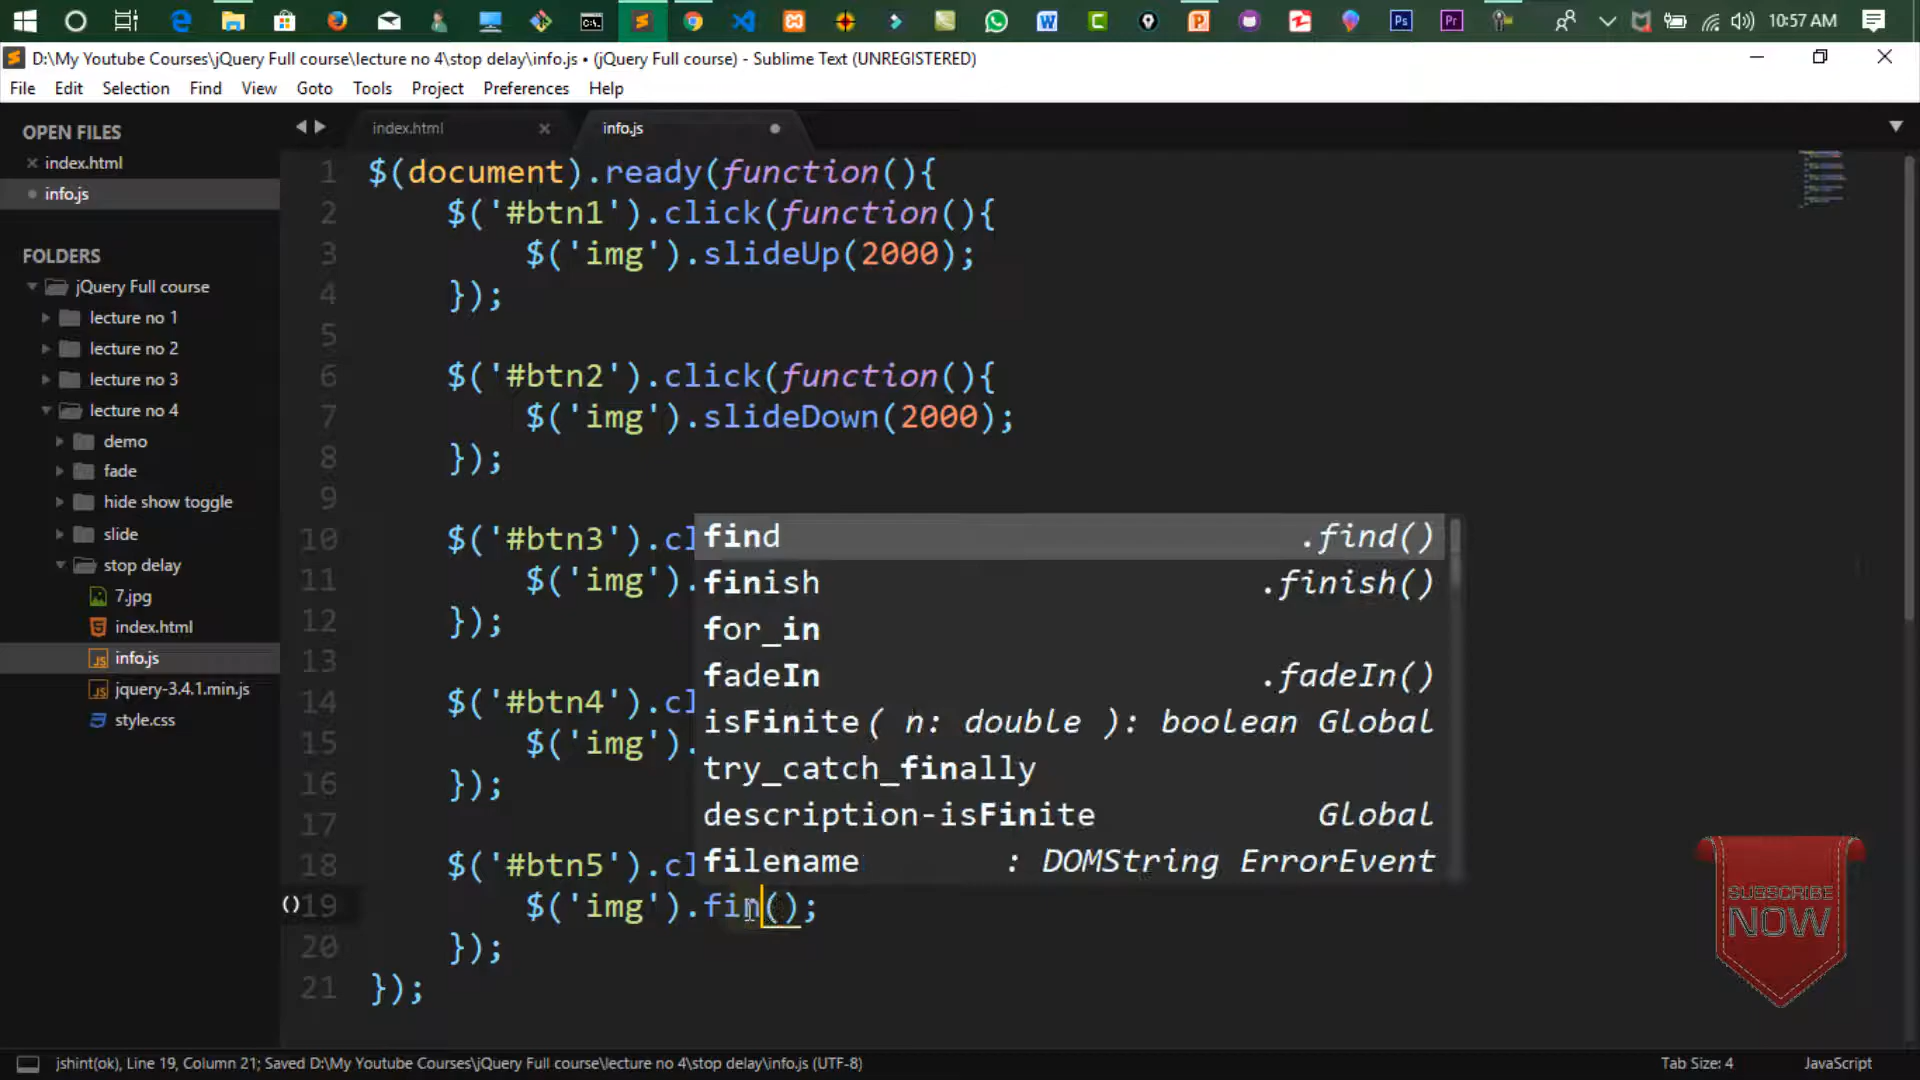 10:57 AM
D:\My Youtube Courses\jQuery Full course\lecture no 4\stop delay\info.js • (jQuery Full course) - Sublime Text (UNREGISTERED)
File Edit Selection Find View Goto Tools Project Preferences Help
OPEN FILES
index.html
info.js
FOLDERS
jQuery Full course
lecture no 1
lecture no 2
lecture no 3
lecture no 4
demo
fade
hide show toggle
slide
stop delay
7.jpg
index.html
info.js
jquery-3.4.1.min.js
style.css
index.html info.js
1 $(document).ready(function(){
2 $('#btn1').click(function(){
3 $('img').slideUp(2000);
4 });
5
6 $('#btn2').click(function(){
7 $('img').slideDown(2000);
8 });
9
10 $('#btn3').cl
11 $('img').
12 });
13
14 $('#btn4').cl
15 $('img').
16 });
17
18 $('#btn5').cl
19 $('img').fin();
20 });
21 });
find .find()
finish .finish()
for_in
fadeIn .fadeIn()
isFinite( n: double ): boolean Global
try_catch_finally
description-isFinite Global
filename : DOMString ErrorEvent
SUBSCRIBE
NOW
jshint(ok), Line 19, Column 21; Saved D:\My Youtube Courses\jQuery Full course\lecture no 4\stop delay\info.js (UTF-8)
Tab Size: 4 JavaScript